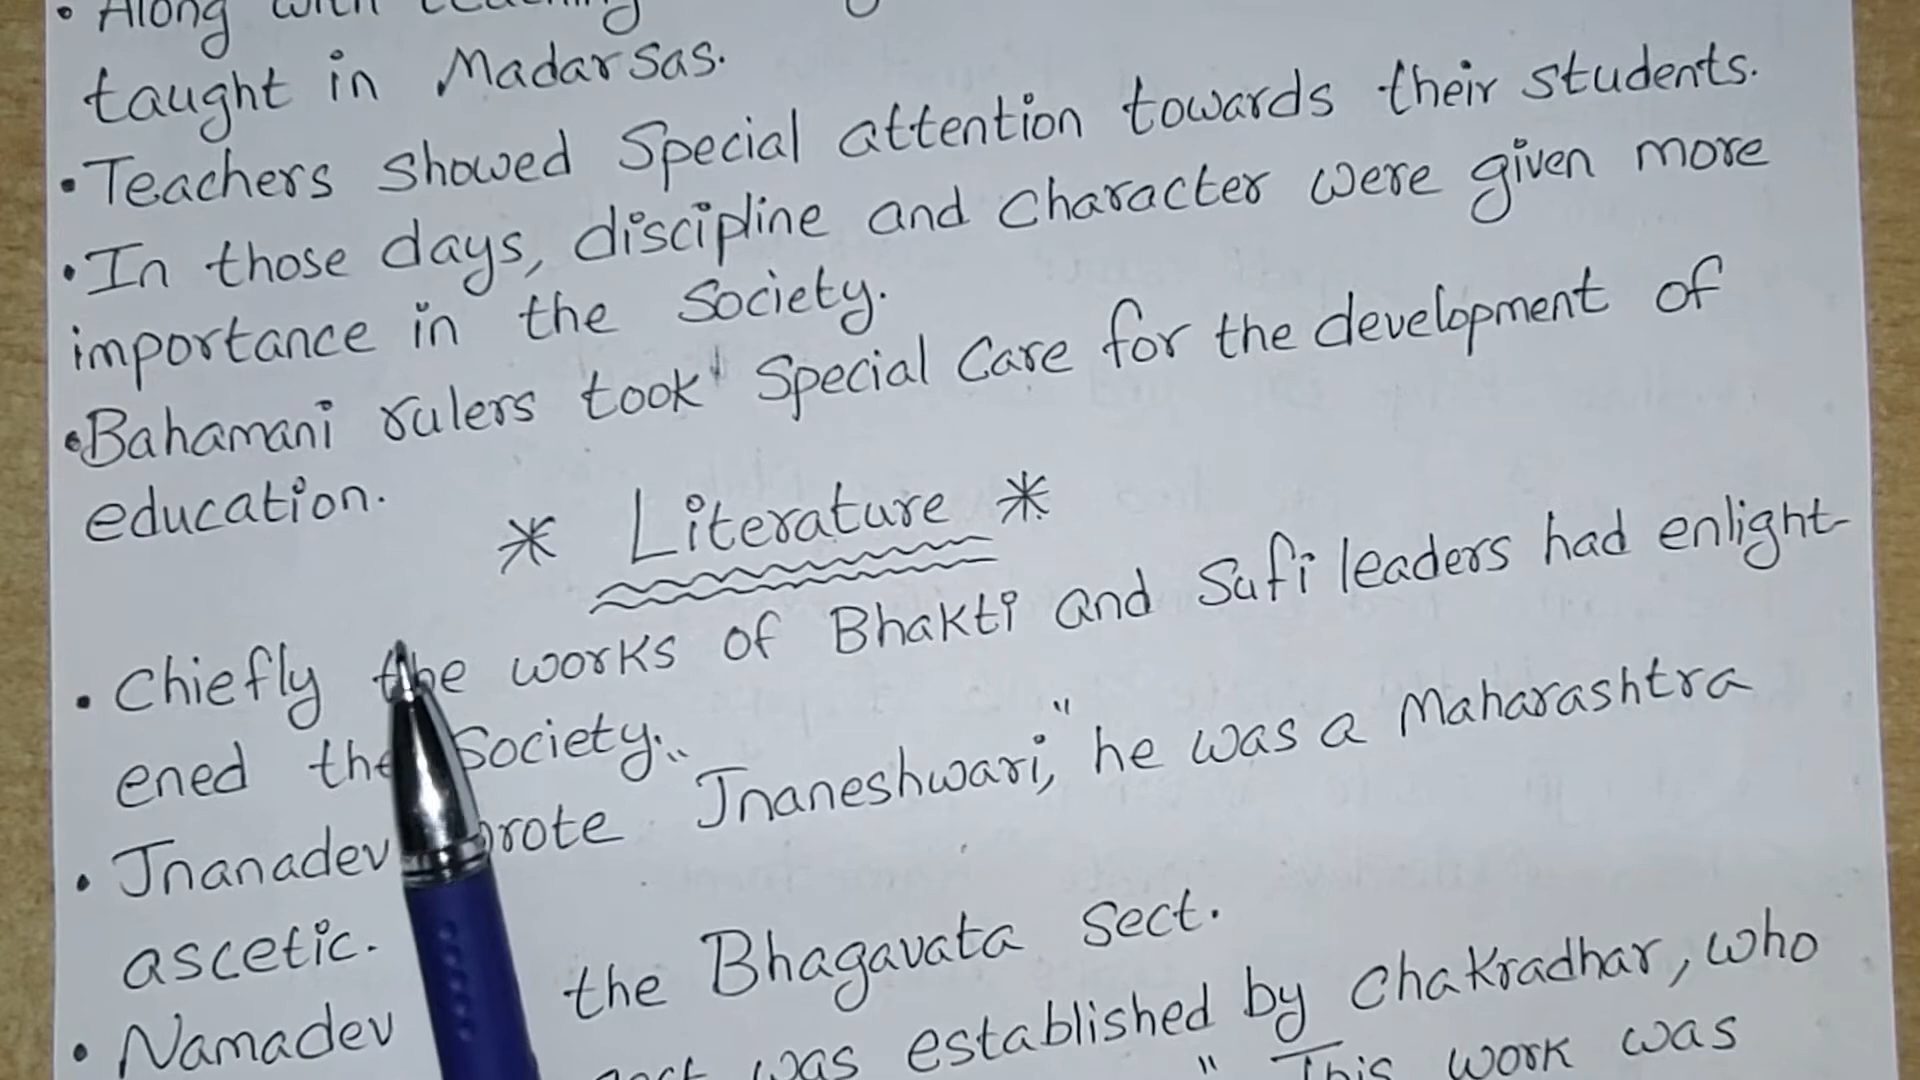 • Along with
taught in Madarsas.
• Teachers showed Special attention towards their students.
• In those days, discipline and character were given more
importance in the Society.
• Bahamani rulers took Special Care for the development of
education.
* Literature *
• Chiefly the works of Bhakti and Sufi leaders had enlight-
ened the Society.
• Jnanadev wrote "Jnaneshwari," he was a Maharashtra
ascetic.
• Namadev the Bhagavata Sect.
was established by Chakradhar, who
" This work was